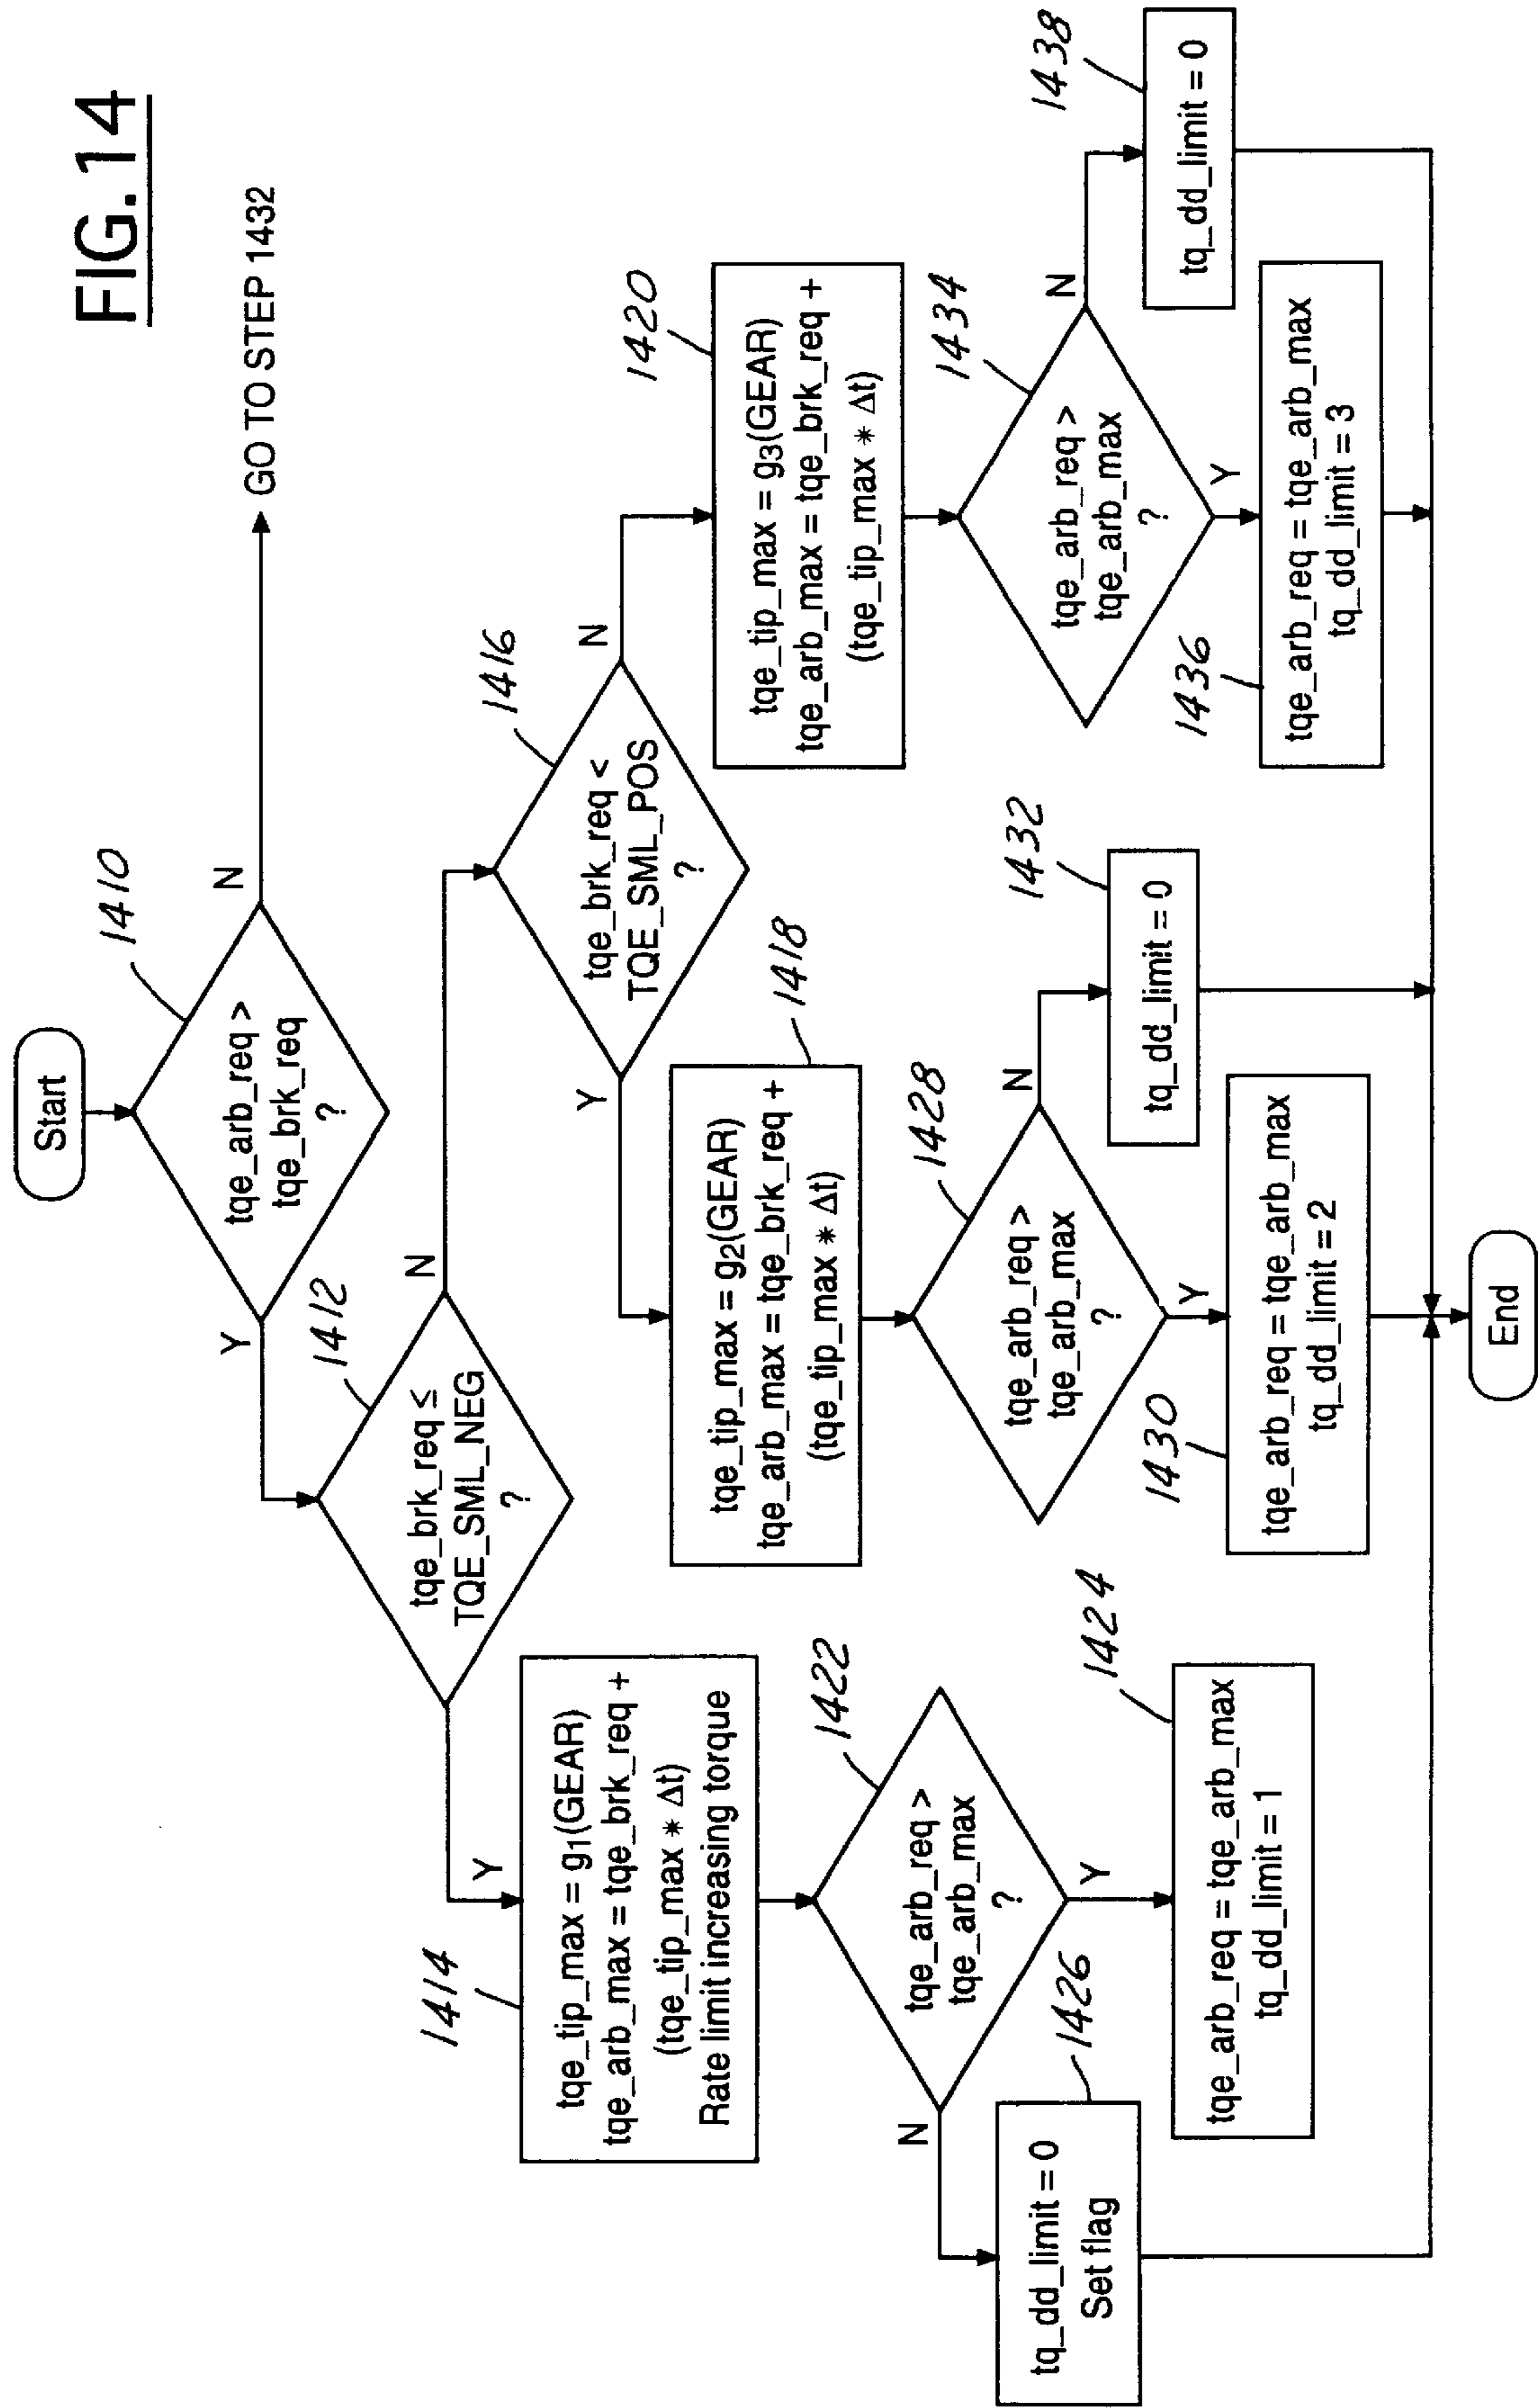 FIG.14
Start
1410
tqe_arb_req >
tqe_brk_req
?
Y
N
GO TO STEP 1432
1412
tqe_brk_req ≤
TQE_SML_NEG
?
Y
N
1416
tqe_brk_req <
TQE_SML_POS
?
Y
N
1414
tqe_tip_max = g1(GEAR)
tqe_arb_max = tqe_brk_req +
(tqe_tip_max * Δt)
Rate limit increasing torque
1418
tqe_tip_max = g2(GEAR)
tqe_arb_max = tqe_brk_req +
(tqe_tip_max * Δt)
1420
tqe_tip_max = g3(GEAR)
tqe_arb_max = tqe_brk_req +
(tqe_tip_max * Δt)
1422
tqe_arb_req >
tqe_arb_max
?
N
Y
1428
tqe_arb_req >
tqe_arb_max
?
N
Y
1434
tqe_arb_req >
tqe_arb_max
?
N
Y
1426
tq_dd_limit = 0
Set flag
1424
tqe_arb_req = tqe_arb_max
tq_dd_limit = 1
1430
tqe_arb_req = tqe_arb_max
tq_dd_limit = 2
1432
tq_dd_limit = 0
1436
tqe_arb_req = tqe_arb_max
tq_dd_limit = 3
1438
tq_dd_limit = 0
End